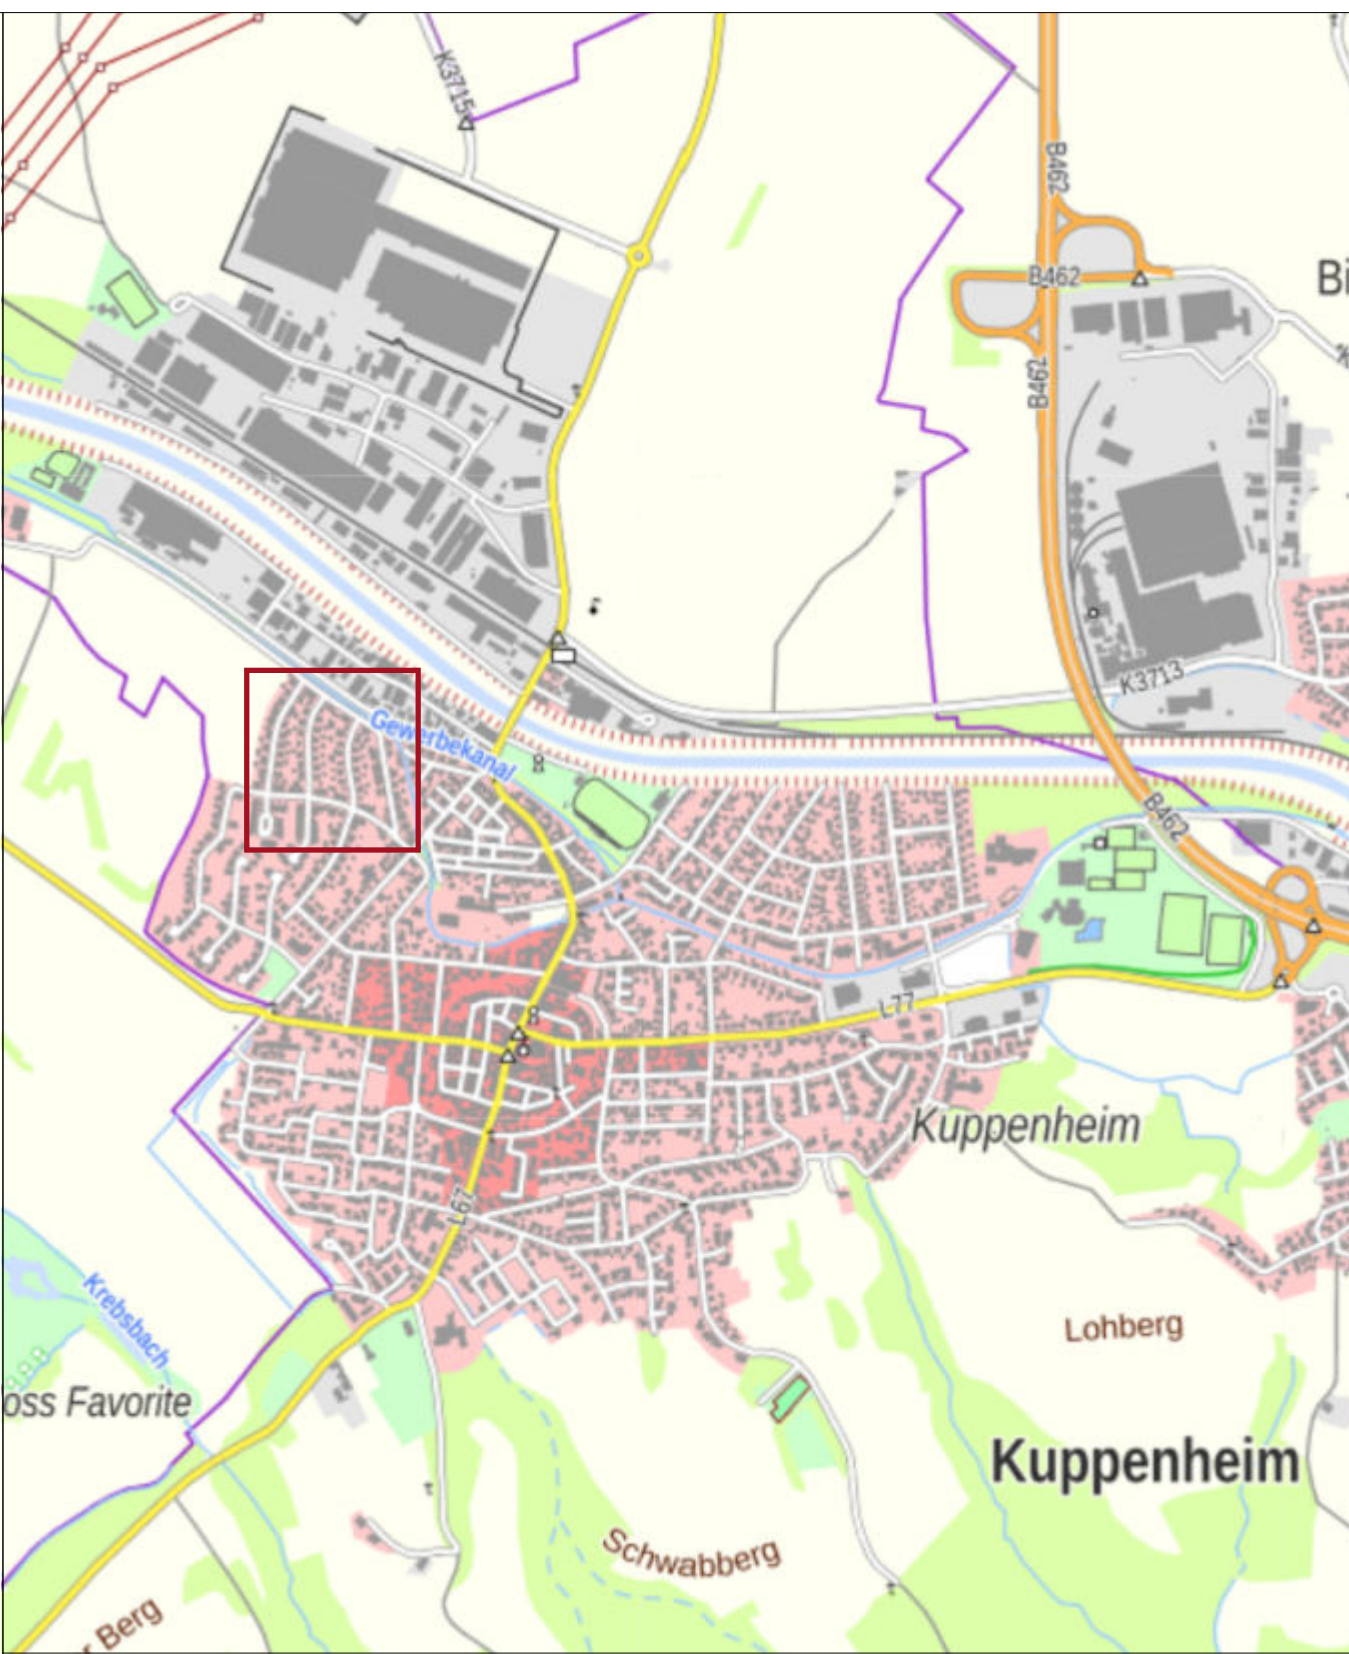 K3715
B462
B462
Bi
B462
K3713
Gewerbekanal
B462
L77
Kuppenheim
L67
Krebsbach
Lohberg
oss Favorite
Kuppenheim
Schwabberg
r Berg